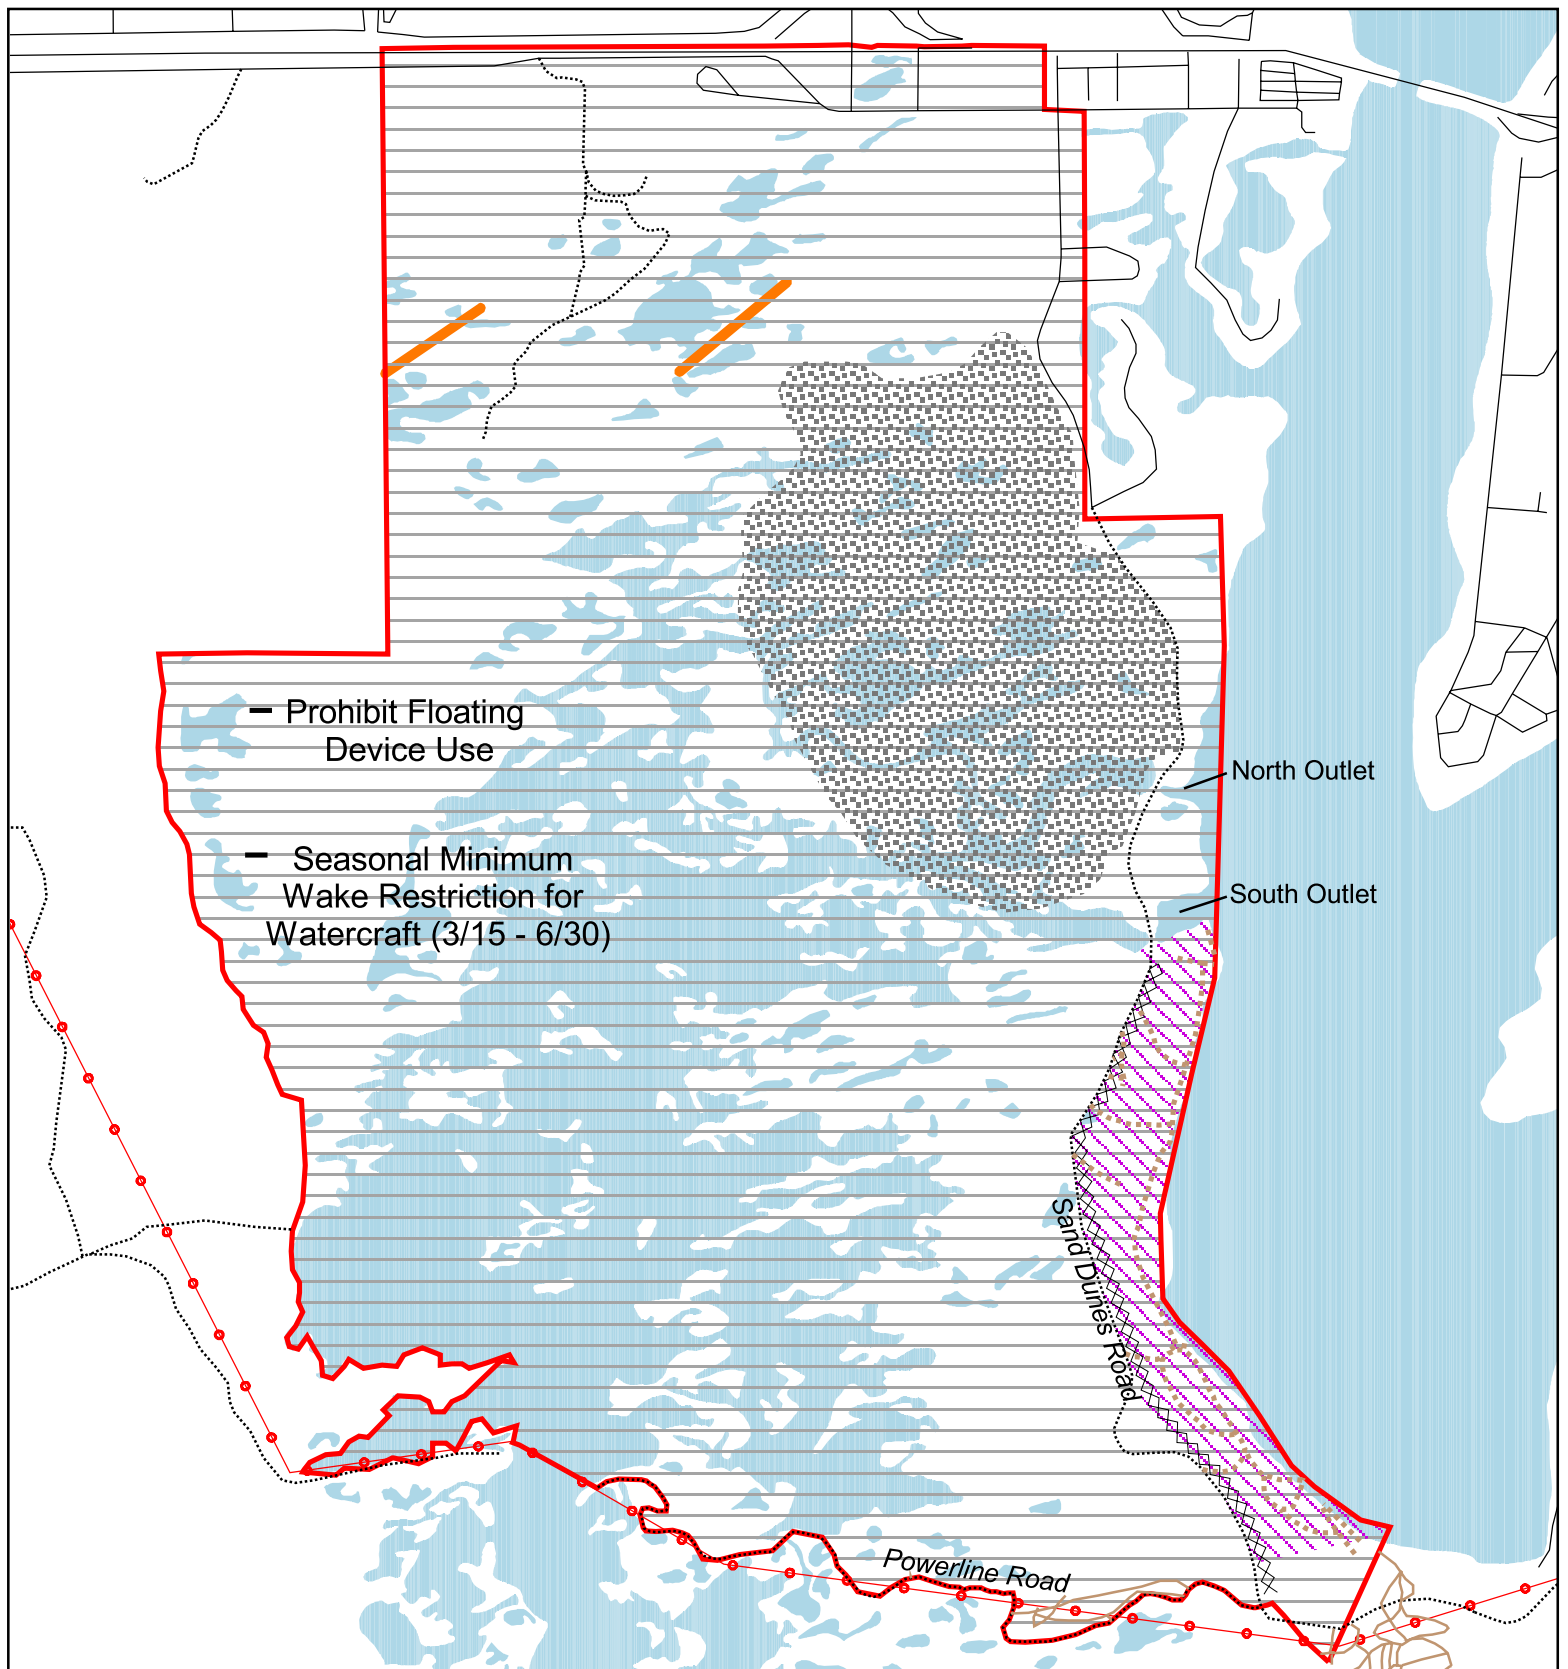 Prohibit Floating
Device Use
North Outlet
Seasonal Minimum
Wake Restriction for
Watercraft (3/15 - 6/30)
South Outlet
Sand Dunes Road
Powerline Road